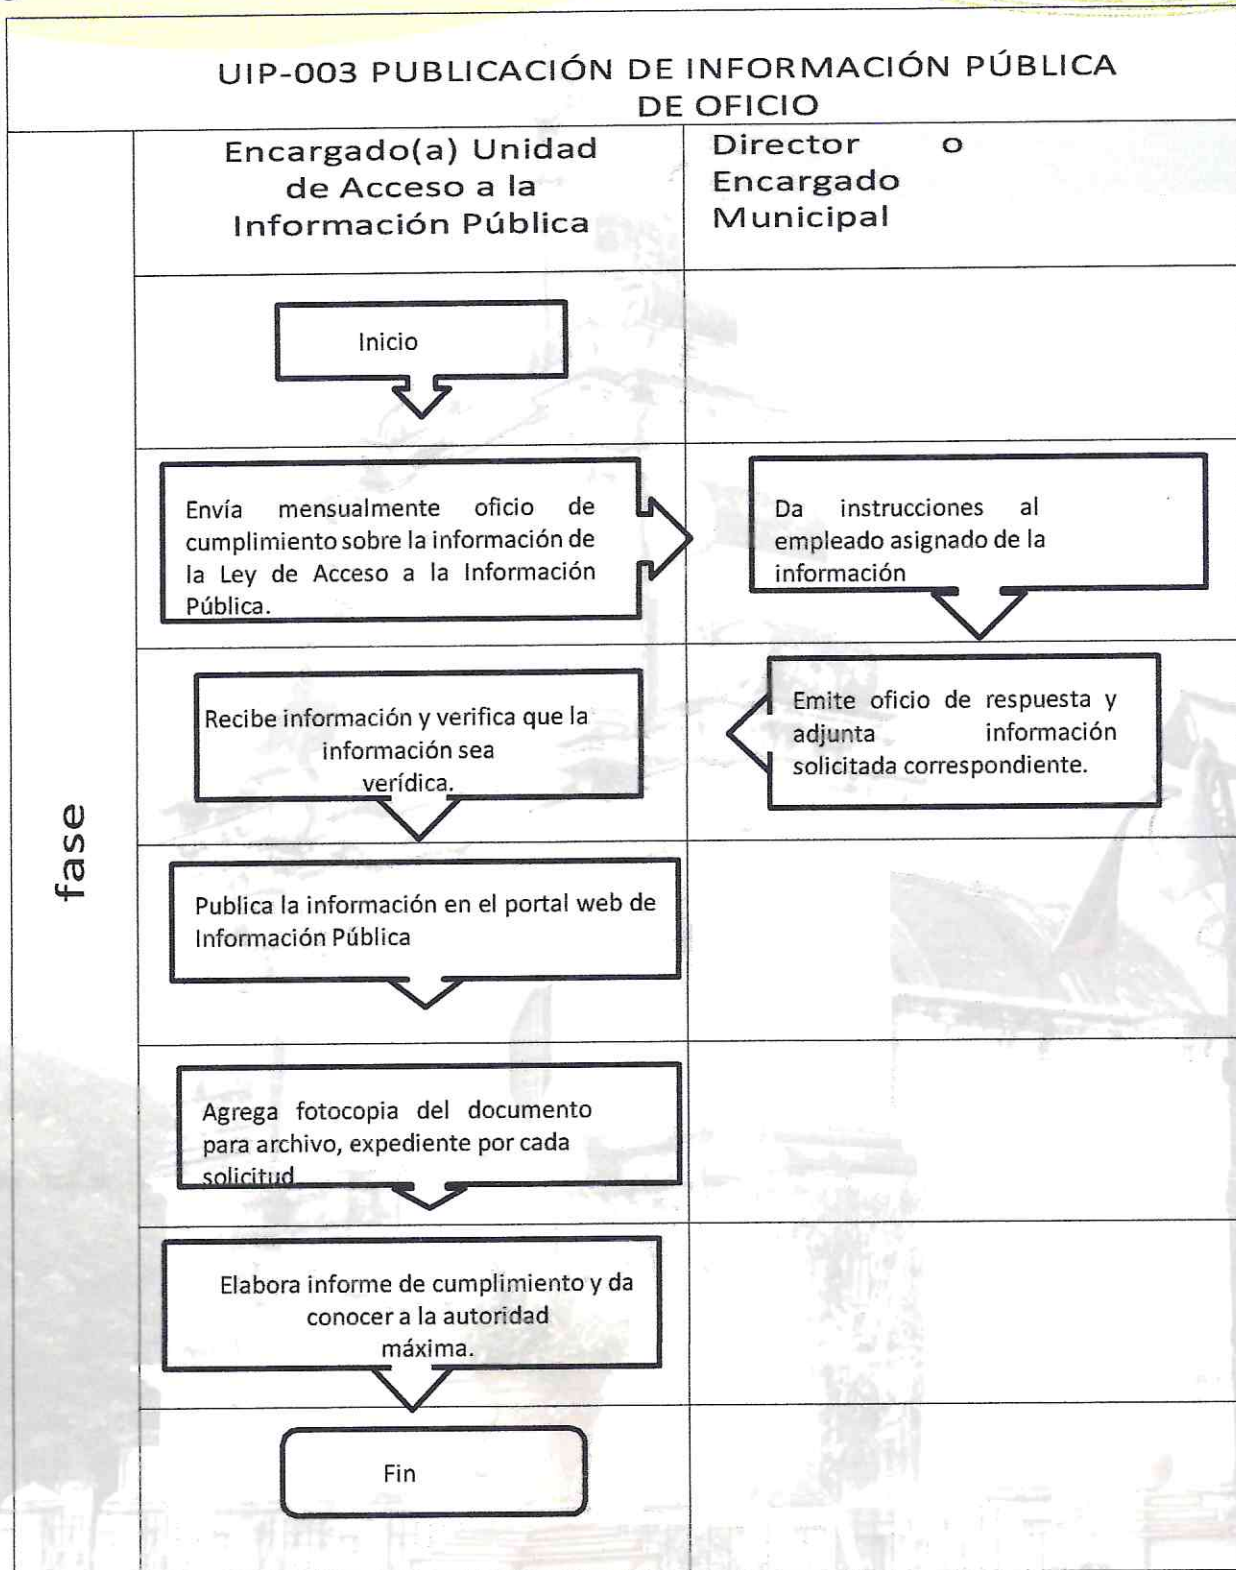 UIP-003 PUBLICACIÓN DE INFORMACIÓN PÚBLICA
DE OFICIO
Encargado(a) Unidad
de Acceso a la
Información Pública
Director o
Encargado
Municipal
fase
Inicio
Envía mensualmente oficio de
cumplimiento sobre la información de
la Ley de Acceso a la Información
Pública.
Da instrucciones al
empleado asignado de la
información
Recibe información y verifica que la
información sea
verídica.
Emite oficio de respuesta y
adjunta información
solicitada correspondiente.
Publica la información en el portal web de
Información Pública
Agrega fotocopia del documento
para archivo, expediente por cada
solicitud
Elabora informe de cumplimiento y da
conocer a la autoridad
máxima.
Fin